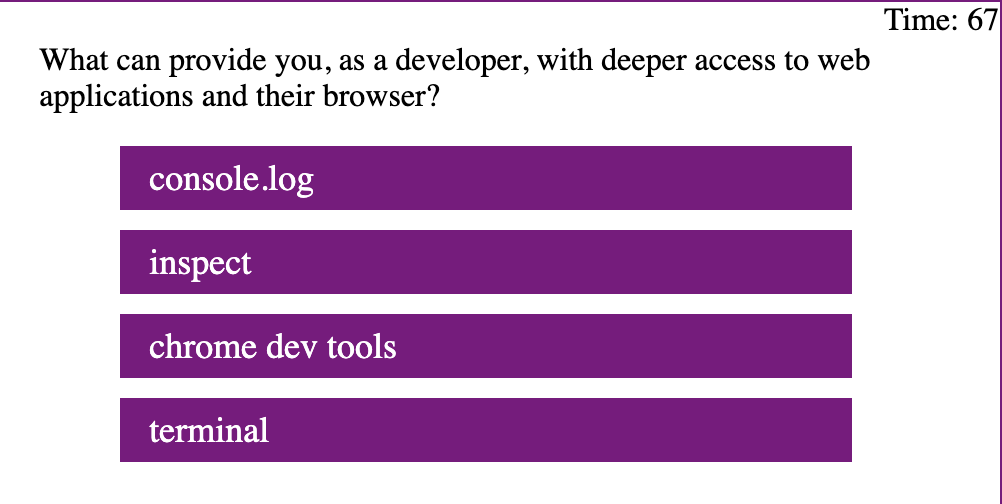 Time: 67
What can provide you, as a developer, with deeper access to web
applications and their browser?
console.log
inspect
chrome dev tools
terminal